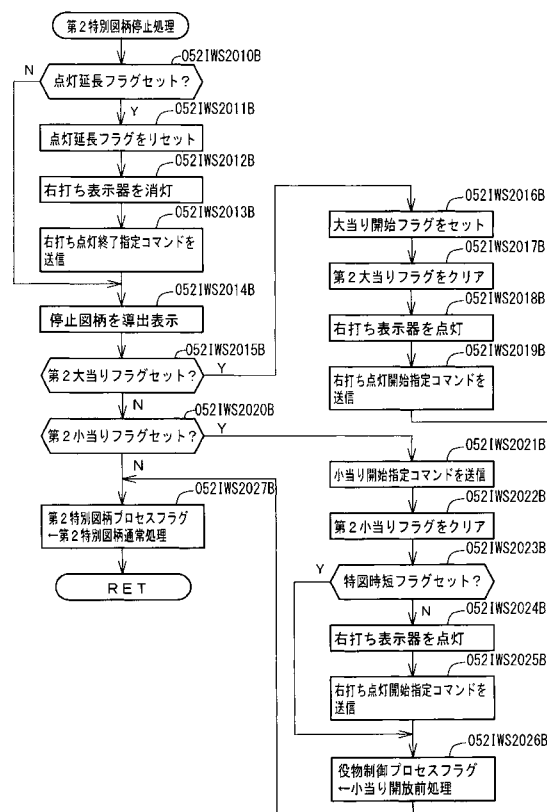 第2特別図柄停止処理
052IWS2010B
点灯延長フラグセット?
N
Y
052IWS2011B
点灯延長フラグをリセット
052IWS2012B
右打ち表示器を消灯
052IWS2013B
右打ち点灯終了指定コマンドを
送信
052IWS2014B
停止図柄を導出表示
052IWS2015B
第2大当りフラグセット?
Y
N
052IWS2020B
第2小当りフラグセット?
Y
N
052IWS2027B
第2特別図柄プロセスフラグ
←第2特別図柄通常処理
RET
052IWS2016B
大当り開始フラグをセット
052IWS2017B
第2大当りフラグをクリア
052IWS2018B
右打ち表示器を点灯
052IWS2019B
右打ち点灯開始指定コマンドを
送信
052IWS2021B
小当り開始指定コマンドを送信
052IWS2022B
第2小当りフラグをクリア
052IWS2023B
特図時短フラグセット?
Y
N
052IWS2024B
右打ち表示器を点灯
052IWS2025B
右打ち点灯開始指定コマンドを
送信
052IWS2026B
役物制御プロセスフラグ
←小当り開放前処理